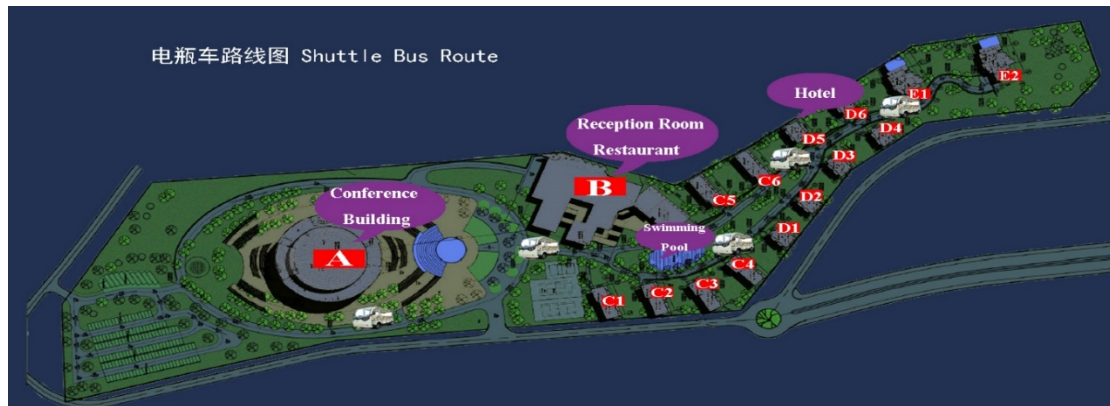 电瓶车路线图 Shuttle Bus Route
Hotel
E2
E1
Reception Room
Restaurant
D6
D5
D4
D3
B
C6
C5
D2
Conference
Building
A
Swimming
Pool
D1
C4
C3
C2
C1